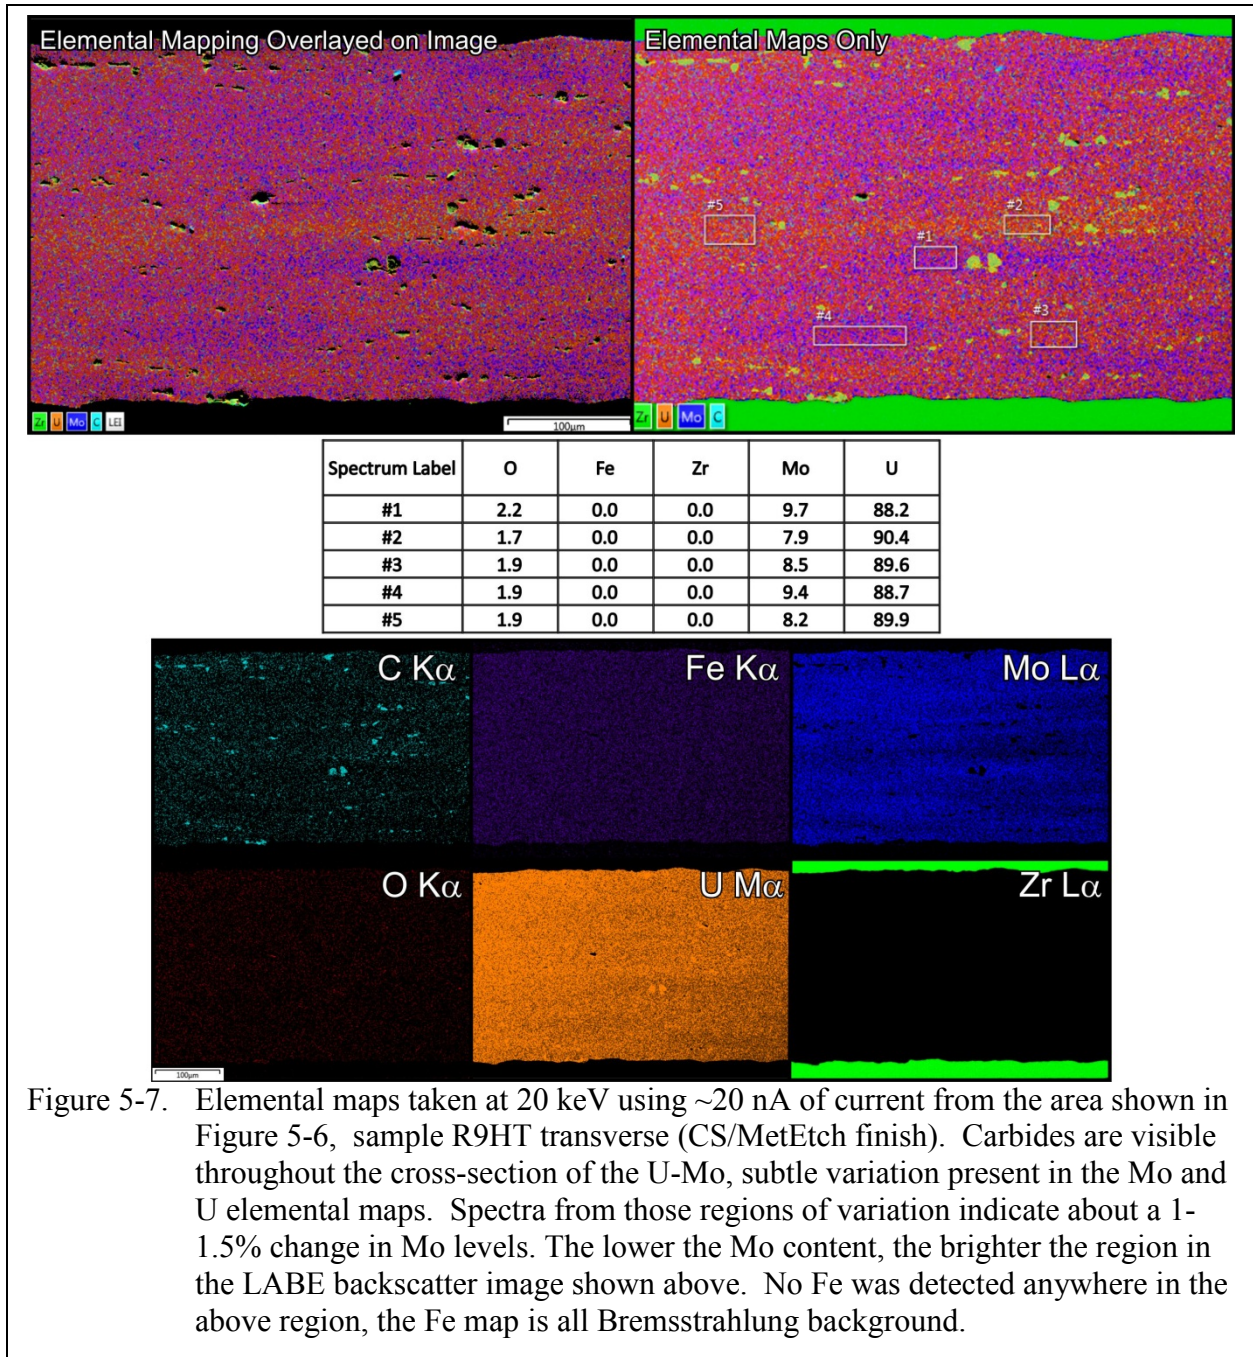 Elemental Mapping Overlayed on Image
Elemental Maps Only
#5
#2
#1
#4
#3
Zr U Mo C LEI
100µm
Zr U Mo C
Spectrum Label O Fe Zr Mo U
#1 2.2 0.0 0.0 9.7 88.2
#2 1.7 0.0 0.0 7.9 90.4
#3 1.9 0.0 0.0 8.5 89.6
#4 1.9 0.0 0.0 9.4 88.7
#5 1.9 0.0 0.0 8.2 89.9
C Kα
Fe Kα
Mo Lα
O Kα
U Mα
Zr Lα
100µm
Figure 5-7. Elemental maps taken at 20 keV using ~20 nA of current from the area shown in
Figure 5-6, sample R9HT transverse (CS/MetEtch finish). Carbides are visible
throughout the cross-section of the U-Mo, subtle variation present in the Mo and
U elemental maps. Spectra from those regions of variation indicate about a 1-
1.5% change in Mo levels. The lower the Mo content, the brighter the region in
the LABE backscatter image shown above. No Fe was detected anywhere in the
above region, the Fe map is all Bremsstrahlung background.